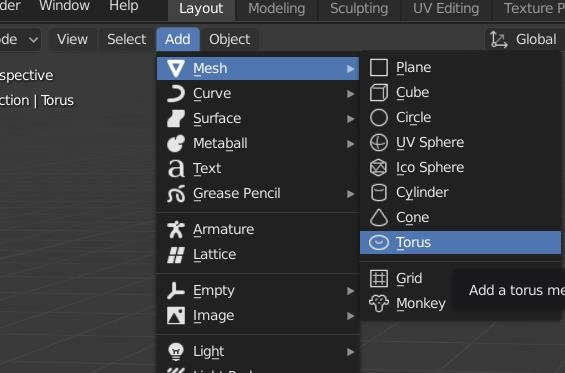 Window Help Layout Modeling Sculpting UV Editing Texture
View Select Add Object Global
Mesh
Curve
Surface
Metaball
Text
Grease Pencil
Armature
Lattice
Empty
Image
Light
Plane
Cube
Circle
UV Sphere
Ico Sphere
Cylinder
Cone
Torus
Grid
Monkey
Add a torus me
spective
ction | Torus